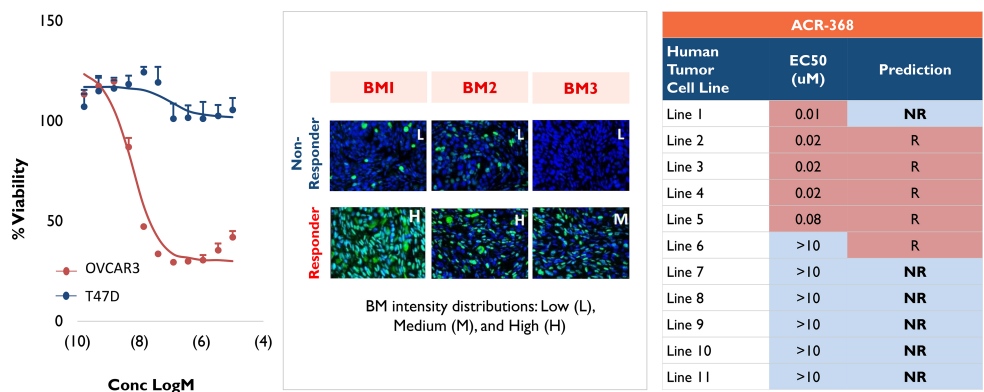 150
100
50
0
% Viability
OVCAR3
T47D
(10)
(8)
(6)
(4)
Conc LogM
BM1
BM2
BM3
Non-
Responder
L
L
L
Responder
H
H
M
BM intensity distributions: Low (L),
Medium (M), and High (H)
ACR-368
Human Tumor Cell Line EC50 (uM) Prediction
Line 1 0.01 NR
Line 2 0.02 R
Line 3 0.02 R
Line 4 0.02 R
Line 5 0.08 R
Line 6 >10 R
Line 7 >10 NR
Line 8 >10 NR
Line 9 >10 NR
Line 10 >10 NR
Line 11 >10 NR